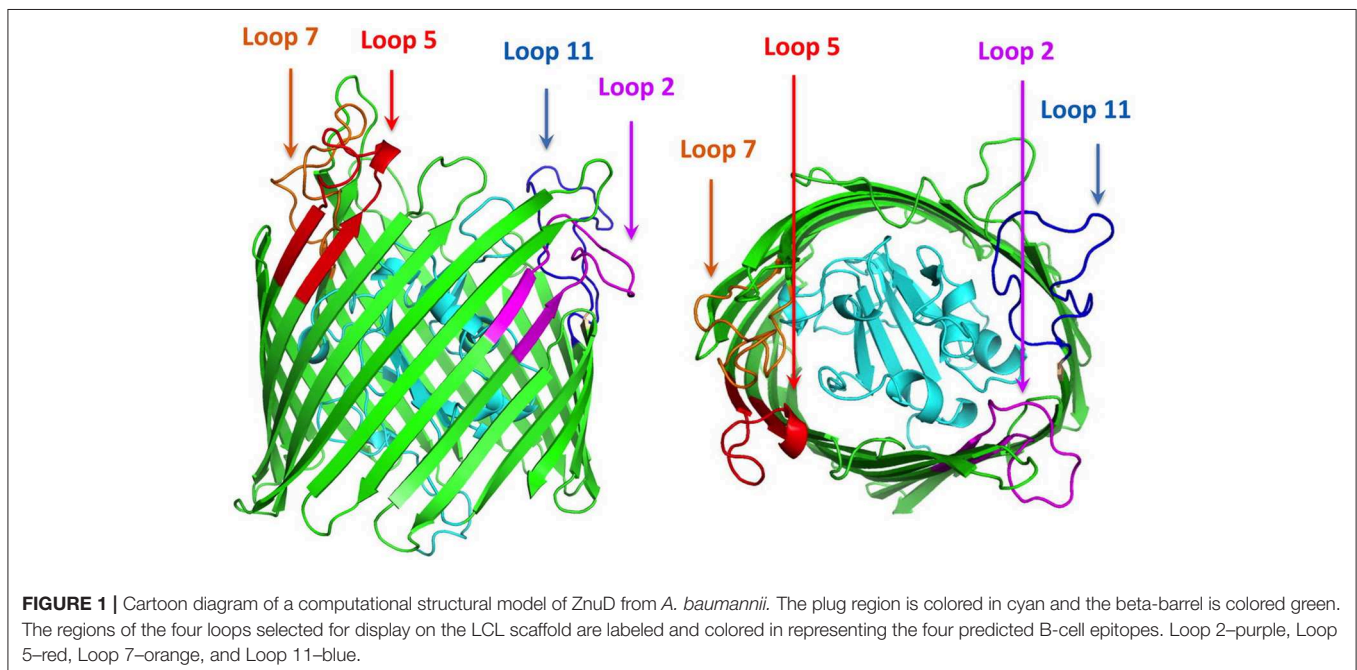 Loop 7
Loop 5
Loop 11
Loop 2
Loop 5
Loop 2
Loop 11
Loop 7
FIGURE 1 | Cartoon diagram of a computational structural model of ZnuD from A. baumannii. The plug region is colored in cyan and the beta-barrel is colored green.
The regions of the four loops selected for display on the LCL scaffold are labeled and colored in representing the four predicted B-cell epitopes. Loop 2–purple, Loop
5–red, Loop 7–orange, and Loop 11–blue.